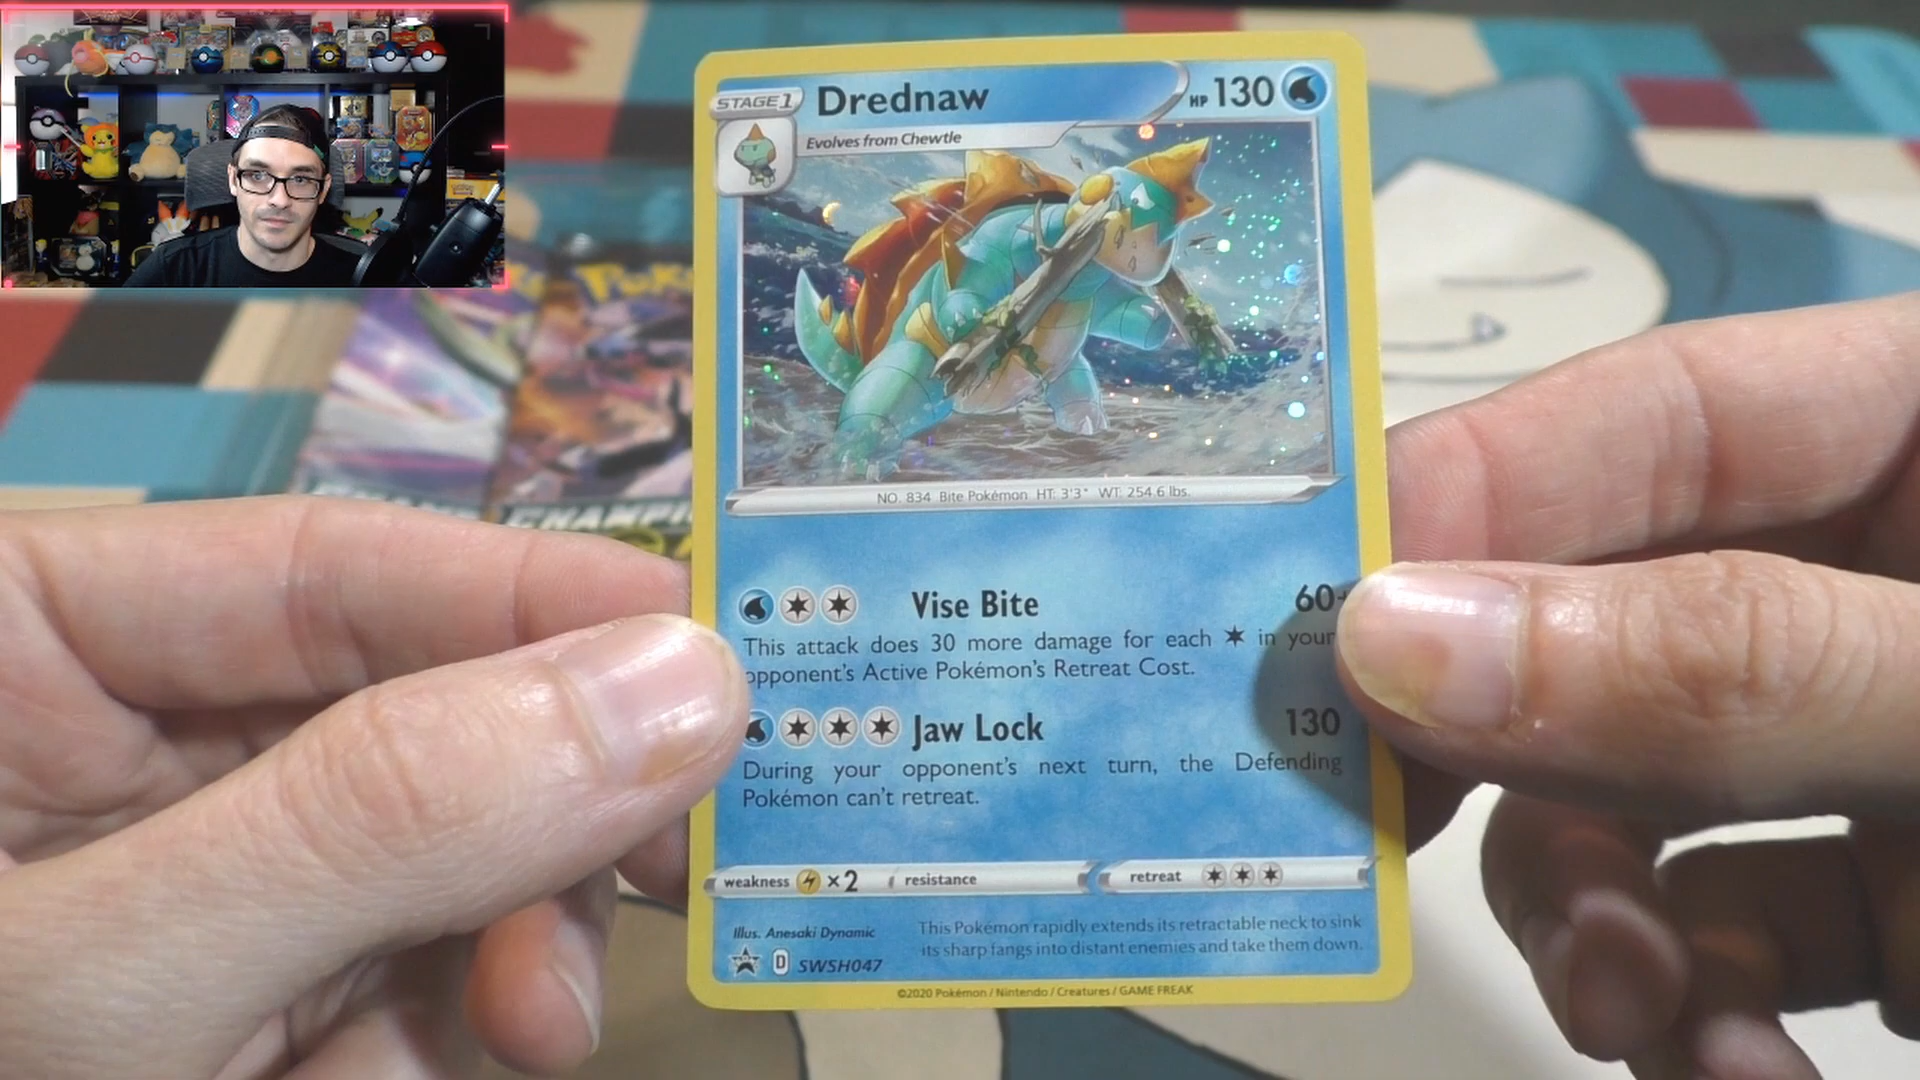 STAGE 1
Drednaw
HP 130
Evolves from Chewtle
NO. 834 Bite Pokémon HT: 3'3" WT: 254.6 lbs.
Vise Bite 60+
This attack does 30 more damage for each ✶ in your
opponent's Active Pokémon's Retreat Cost.
Jaw Lock 130
During your opponent's next turn, the Defending
Pokémon can't retreat.
weakness ×2 resistance retreat
Illus. Anesaki Dynamic
This Pokémon rapidly extends its retractable neck to sink
its sharp fangs into distant enemies and take them down.
D SWSH047
©2020 Pokémon / Nintendo / Creatures / GAME FREAK